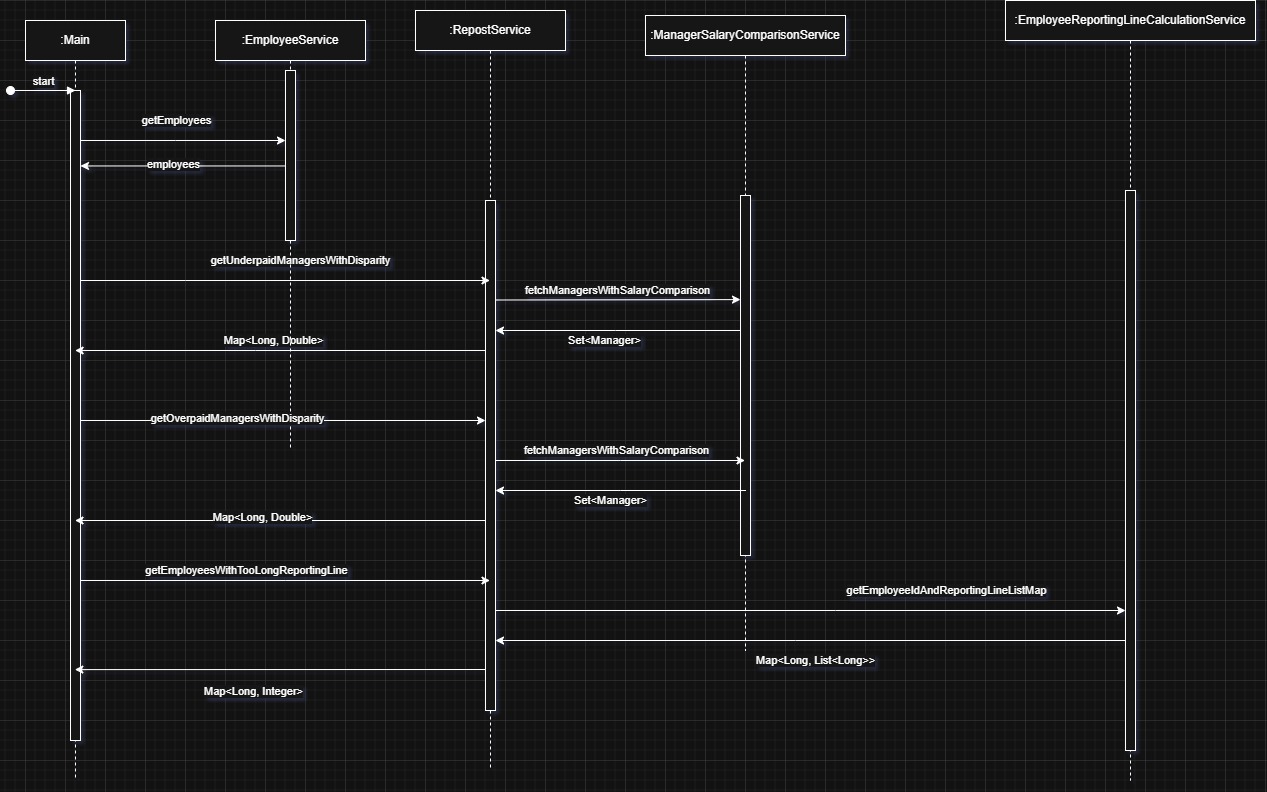 :Main
:EmployeeService
:RepostService
:ManagerSalaryComparisonService
:EmployeeReportingLineCalculationService
start
getEmployees
employees
getUnderpaidManagersWithDisparity
fetchManagersWithSalaryComparison
Set<Manager>
Map<Long, Double>
getOverpaidManagersWithDisparity
fetchManagersWithSalaryComparison
Set<Manager>
Map<Long, Double>
getEmployeesWithTooLongReportingLine
getEmployeeIdAndReportingLineListMap
Map<Long, List<Long>>
Map<Long, Integer>